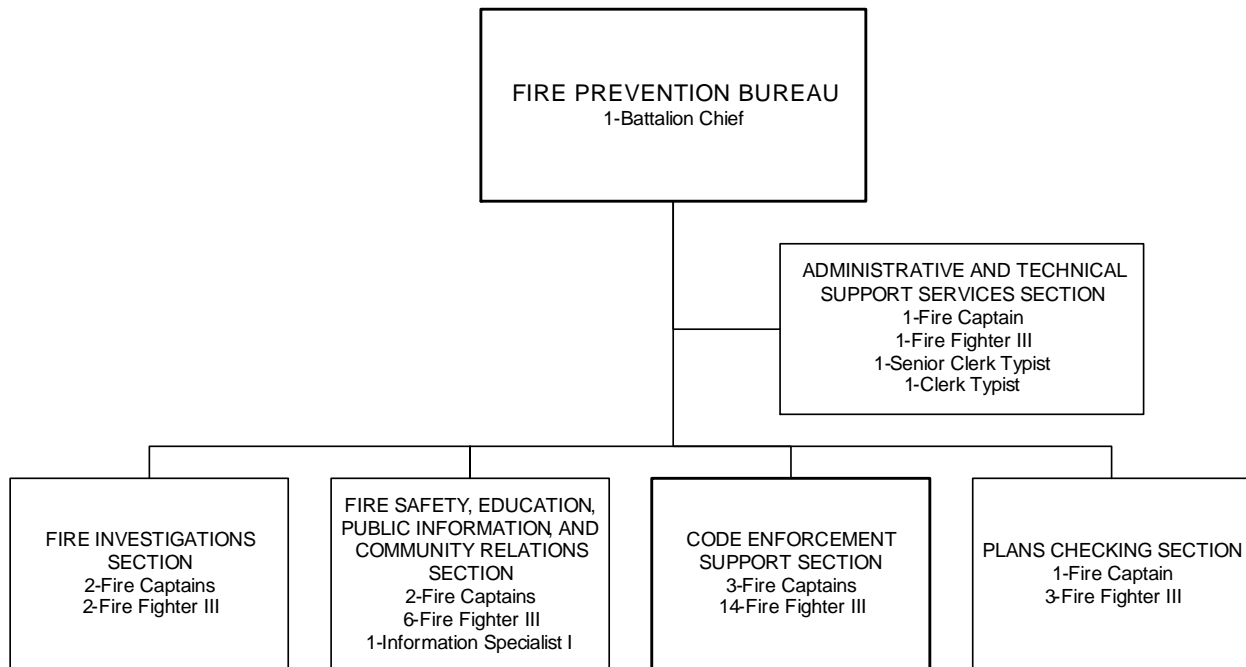 FIRE PREVENTION BUREAU
1-Battalion Chief
ADMINISTRATIVE AND TECHNICAL
SUPPORT SERVICES SECTION
1-Fire Captain
1-Fire Fighter III
1-Senior Clerk Typist
1-Clerk Typist
FIRE INVESTIGATIONS
SECTION
2-Fire Captains
2-Fire Fighter III
FIRE SAFETY, EDUCATION,
PUBLIC INFORMATION, AND
COMMUNITY RELATIONS
SECTION
2-Fire Captains
6-Fire Fighter III
1-Information Specialist I
CODE ENFORCEMENT
SUPPORT SECTION
3-Fire Captains
14-Fire Fighter III
PLANS CHECKING SECTION
1-Fire Captain
3-Fire Fighter III